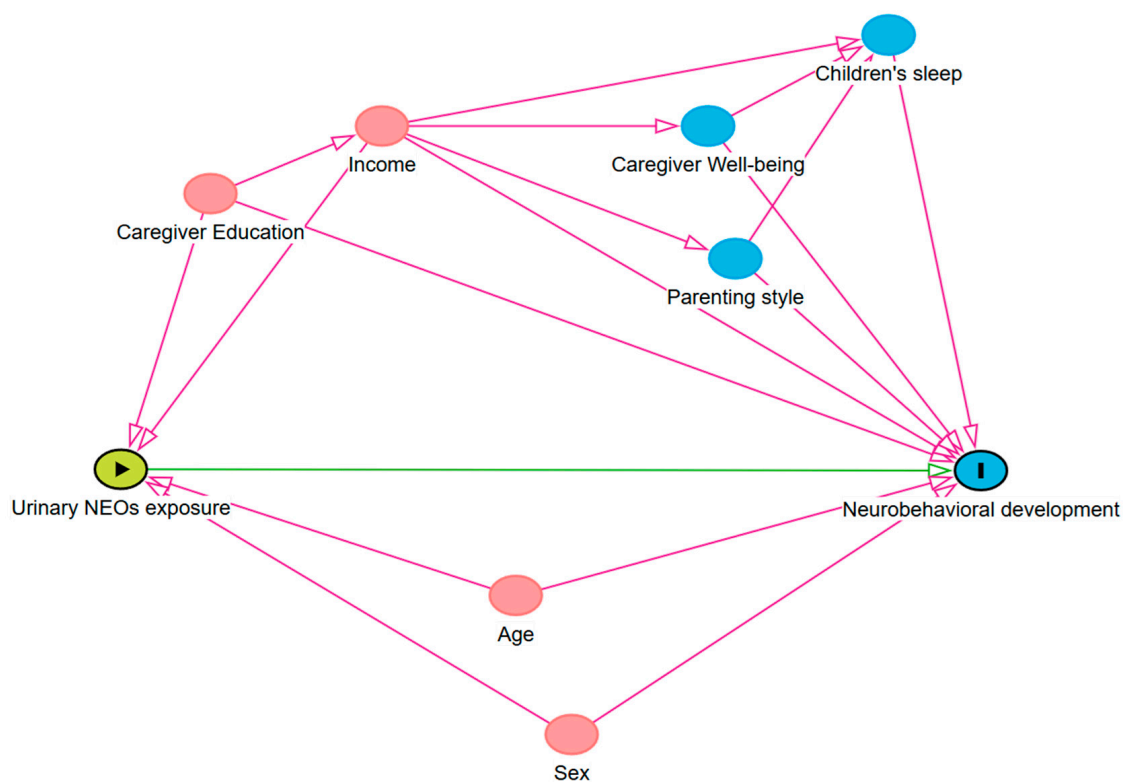 Children's sleep
Income
Caregiver Well-being
Caregiver Education
Parenting style
Urinary NEOs exposure
Neurobehavioral development
Age
Sex